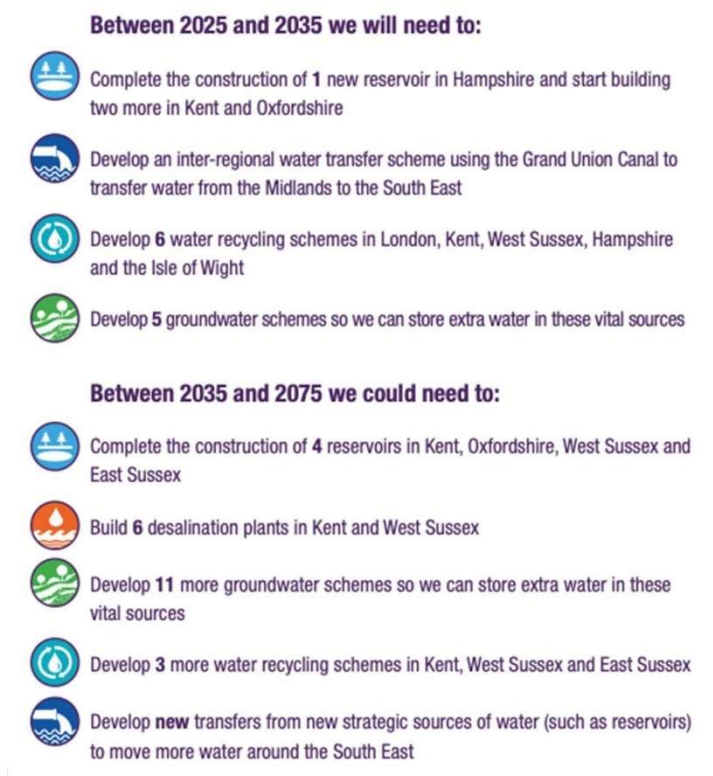 Between 2025 and 2035 we will need to:
Complete the construction of 1 new reservoir in Hampshire and start building
two more in Kent and Oxfordshire
Develop an inter-regional water transfer scheme using the Grand Union Canal to
transfer water from the Midlands to the South East
Develop 6 water recycling schemes in London, Kent, West Sussex, Hampshire
and the Isle of Wight
Develop 5 groundwater schemes so we can store extra water in these vital sources
Between 2035 and 2075 we could need to:
Complete the construction of 4 reservoirs in Kent, Oxfordshire, West Sussex and
East Sussex
Build 6 desalination plants in Kent and West Sussex
Develop 11 more groundwater schemes so we can store extra water in these
vital sources
Develop 3 more water recycling schemes in Kent, West Sussex and East Sussex
Develop new transfers from new strategic sources of water (such as reservoirs)
to move more water around the South East